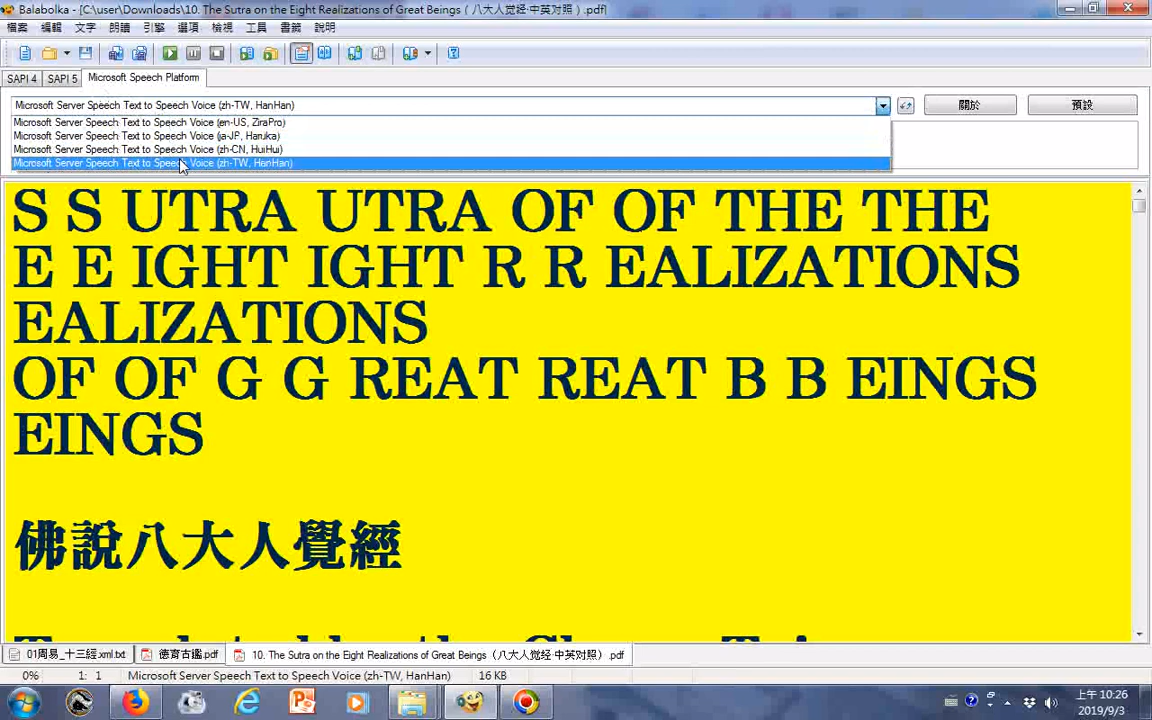 Balabolka - [C:\user\Downloads\10. The Sutra on the Eight Realizations of Great Beings（八大人觉经·中英对照）.pdf]
檔案 編輯 文字 朗讀 引擎 選項 檢視 工具 書籤 說明
SAPI 4 SAPI 5 Microsoft Speech Platform
Microsoft Server Speech Text to Speech Voice (zh-TW, HanHan) 關於 預設
Microsoft Server Speech Text to Speech Voice (en-US, ZiraPro)
Microsoft Server Speech Text to Speech Voice (ja-JP, Haruka)
Microsoft Server Speech Text to Speech Voice (zh-CN, HuiHui)
Microsoft Server Speech Text to Speech Voice (zh-TW, HanHan)
S S UTRA UTRA OF OF THE THE
E E IGHT IGHT R R EALIZATIONS
EALIZATIONS
OF OF G G REAT REAT B B EINGS
EINGS
佛說八大人覺經
01周易_十三經.xml.txt 德育古鑑.pdf 10. The Sutra on the Eight Realizations of Great Beings（八大人觉经·中英对照）.pdf
0% 1: 1 Microsoft Server Speech Text to Speech Voice (zh-TW, HanHan) 16 KB
上午 10:26
2019/9/3